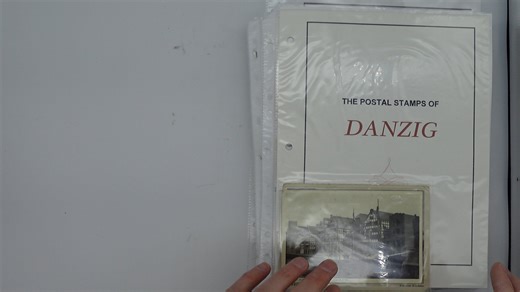 THE POSTAL STAMPS OF
DANZIG